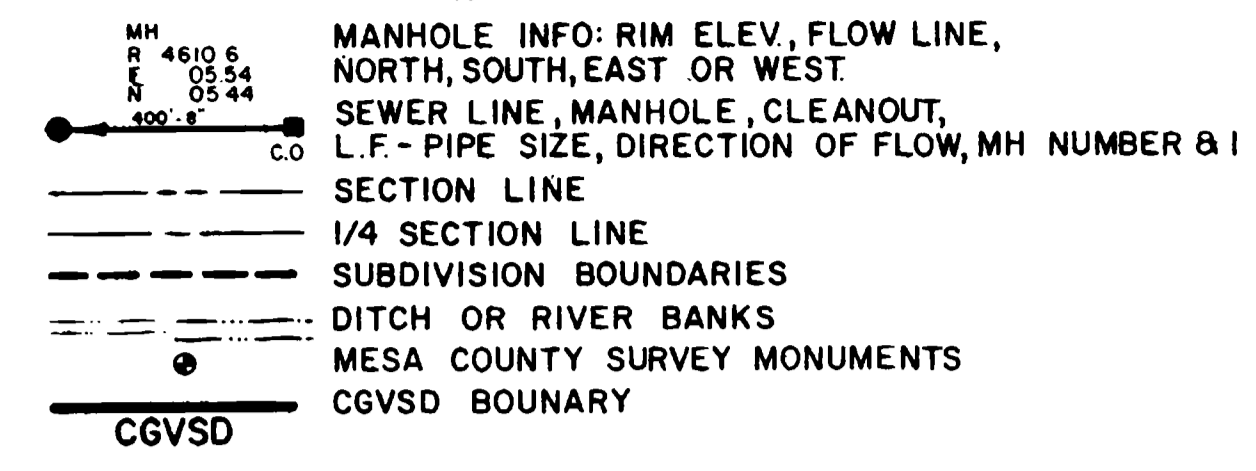 MH
R 4610 6
E 05.54
N 05 44
400'-8"
C.O
MANHOLE INFO: RIM ELEV., FLOW LINE,
NORTH, SOUTH, EAST OR WEST.
SEWER LINE, MANHOLE, CLEANOUT,
L.F. - PIPE SIZE, DIRECTION OF FLOW, MH NUMBER & I
SECTION LINE
1/4 SECTION LINE
SUBDIVISION BOUNDARIES
DITCH OR RIVER BANKS
MESA COUNTY SURVEY MONUMENTS
CGVSD BOUNARY
CGVSD